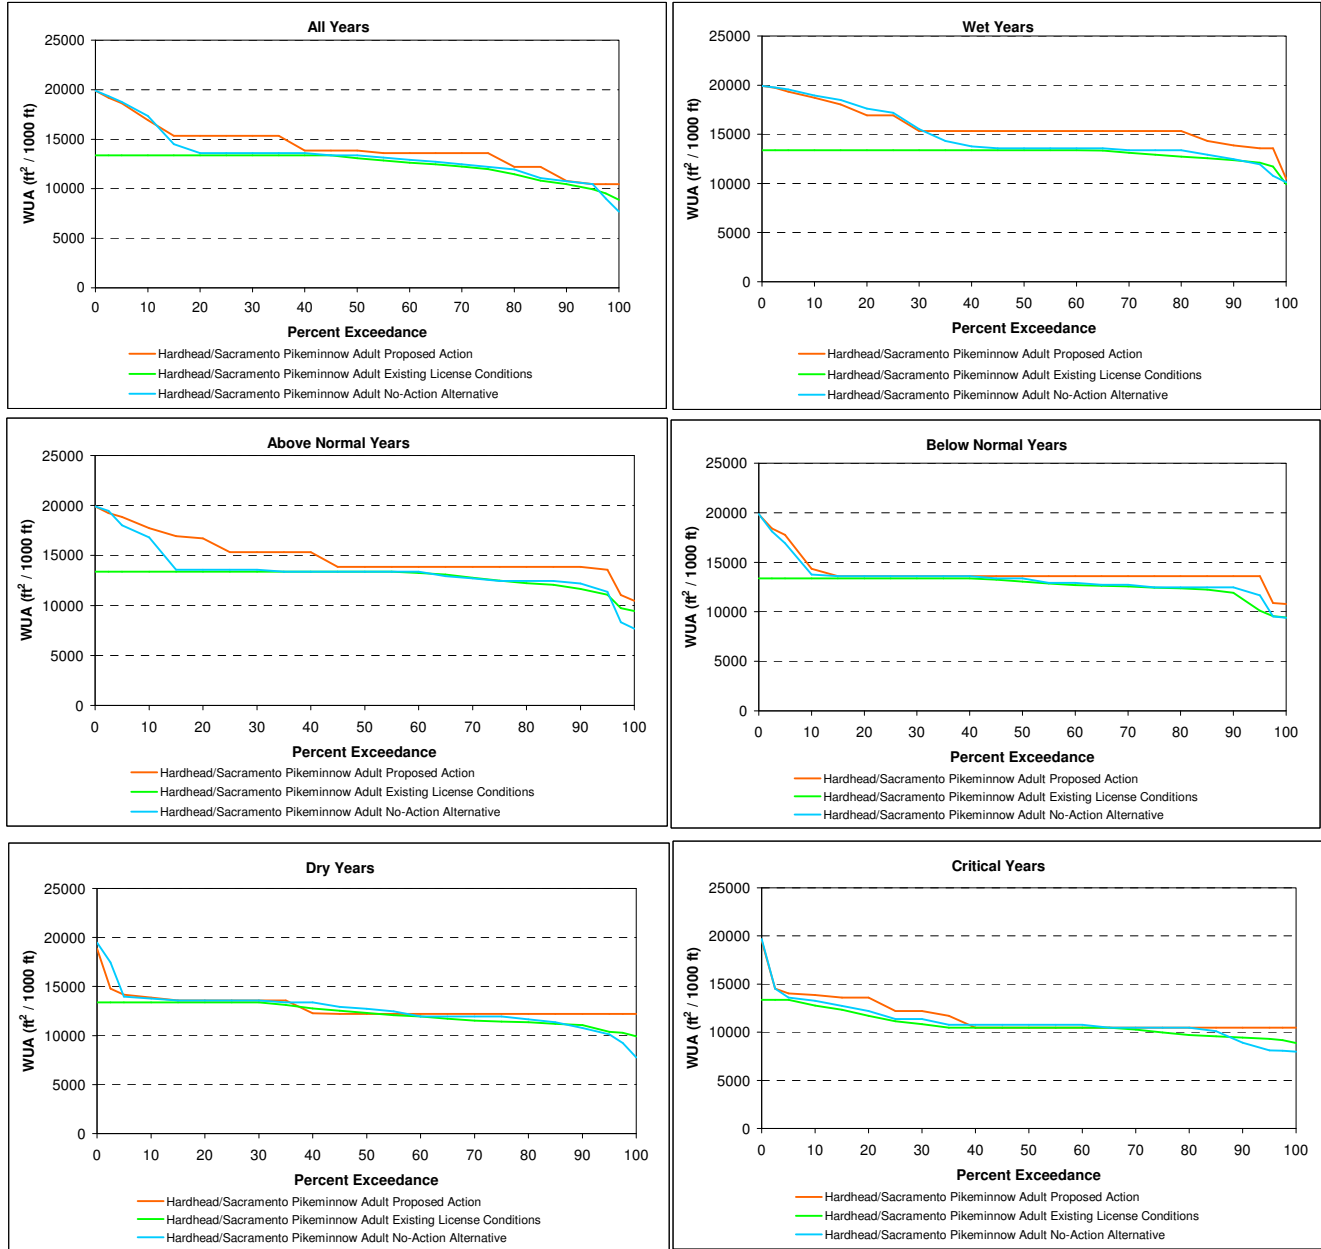 All Years
25000
20000
15000
10000
5000
0
WUA (ft² / 1000 ft)
0 10 20 30 40 50 60 70 80 90 100
Percent Exceedance
Hardhead/Sacramento Pikeminnow Adult Proposed Action
Hardhead/Sacramento Pikeminnow Adult Existing License Conditions
Hardhead/Sacramento Pikeminnow Adult No-Action Alternative
Wet Years
25000
20000
15000
10000
5000
0
WUA (ft² / 1000 ft)
0 10 20 30 40 50 60 70 80 90 100
Percent Exceedance
Hardhead/Sacramento Pikeminnow Adult Proposed Action
Hardhead/Sacramento Pikeminnow Adult Existing License Conditions
Hardhead/Sacramento Pikeminnow Adult No-Action Alternative
Above Normal Years
25000
20000
15000
10000
5000
0
WUA (ft² / 1000 ft)
0 10 20 30 40 50 60 70 80 90 100
Percent Exceedance
Hardhead/Sacramento Pikeminnow Adult Proposed Action
Hardhead/Sacramento Pikeminnow Adult Existing License Conditions
Hardhead/Sacramento Pikeminnow Adult No-Action Alternative
Below Normal Years
25000
20000
15000
10000
5000
0
WUA (ft² / 1000 ft)
0 10 20 30 40 50 60 70 80 90 100
Percent Exceedance
Hardhead/Sacramento Pikeminnow Adult Proposed Action
Hardhead/Sacramento Pikeminnow Adult Existing License Conditions
Hardhead/Sacramento Pikeminnow Adult No-Action Alternative
Dry Years
25000
20000
15000
10000
5000
0
WUA (ft² / 1000 ft)
0 10 20 30 40 50 60 70 80 90 100
Percent Exceedance
Hardhead/Sacramento Pikeminnow Adult Proposed Action
Hardhead/Sacramento Pikeminnow Adult Existing License Conditions
Hardhead/Sacramento Pikeminnow Adult No-Action Alternative
Critical Years
25000
20000
15000
10000
5000
0
WUA (ft² / 1000 ft)
0 10 20 30 40 50 60 70 80 90 100
Percent Exceedance
Hardhead/Sacramento Pikeminnow Adult Proposed Action
Hardhead/Sacramento Pikeminnow Adult Existing License Conditions
Hardhead/Sacramento Pikeminnow Adult No-Action Alternative